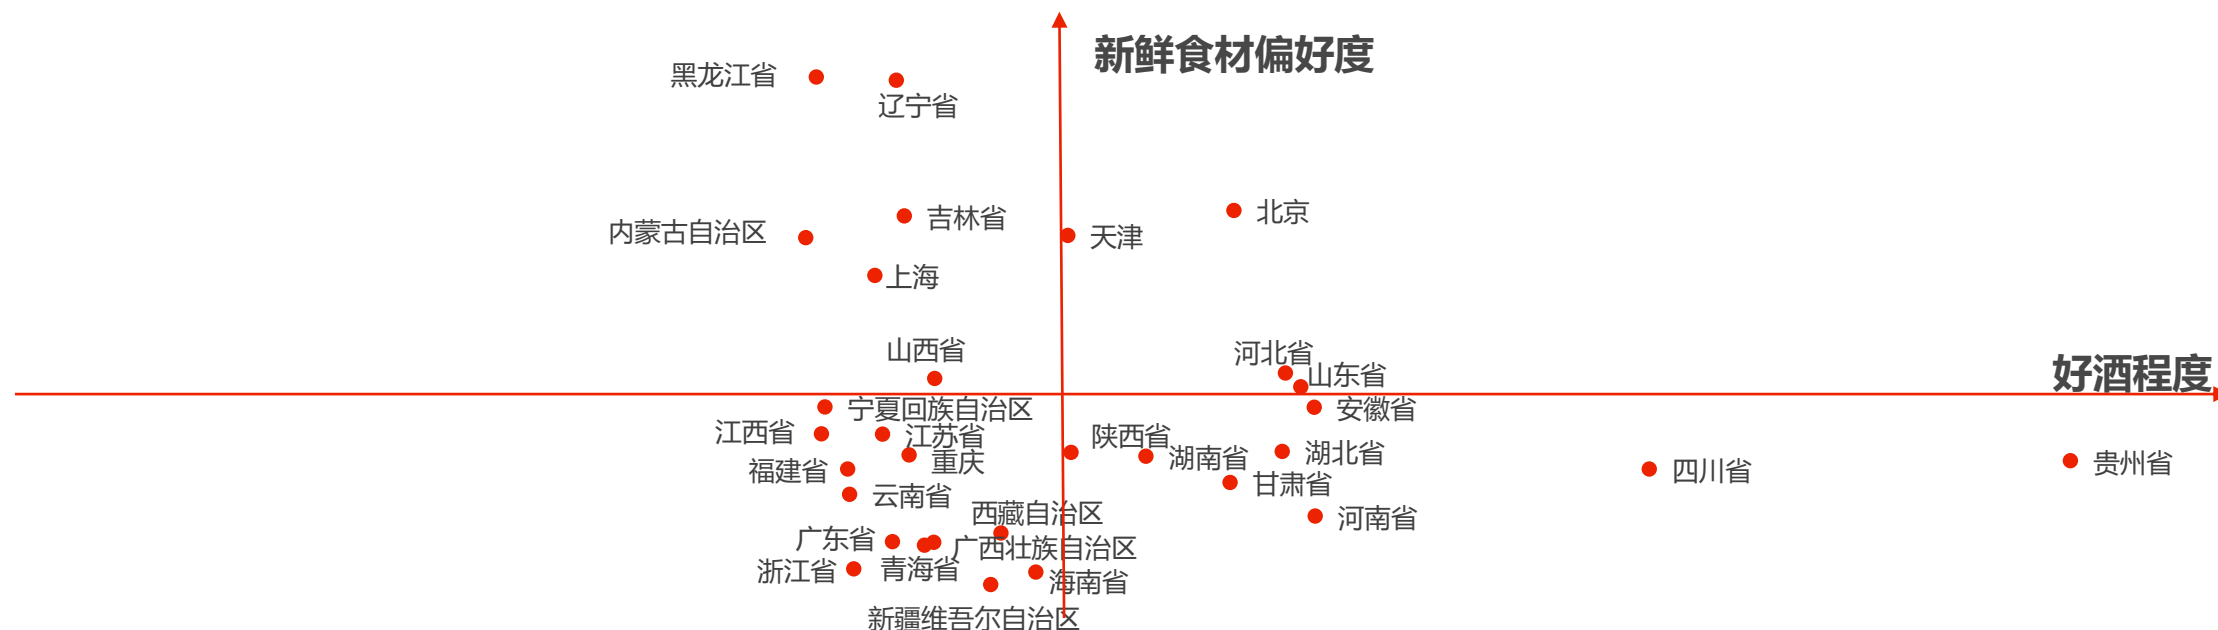 新鲜食材偏好度
黑龙江省
辽宁省
北京
吉林省
内蒙古自治区
天津
上海
山西省
河北省
好酒程度
山东省
宁夏回族自治区
安徽省
江西省
江苏省
陕西省
湖南省
湖北省
重庆
福建省
四川省
贵州省
甘肃省
云南省
西藏自治区
河南省
广东省
广西壮族自治区
浙江省
青海省
海南省
新疆维吾尔自治区